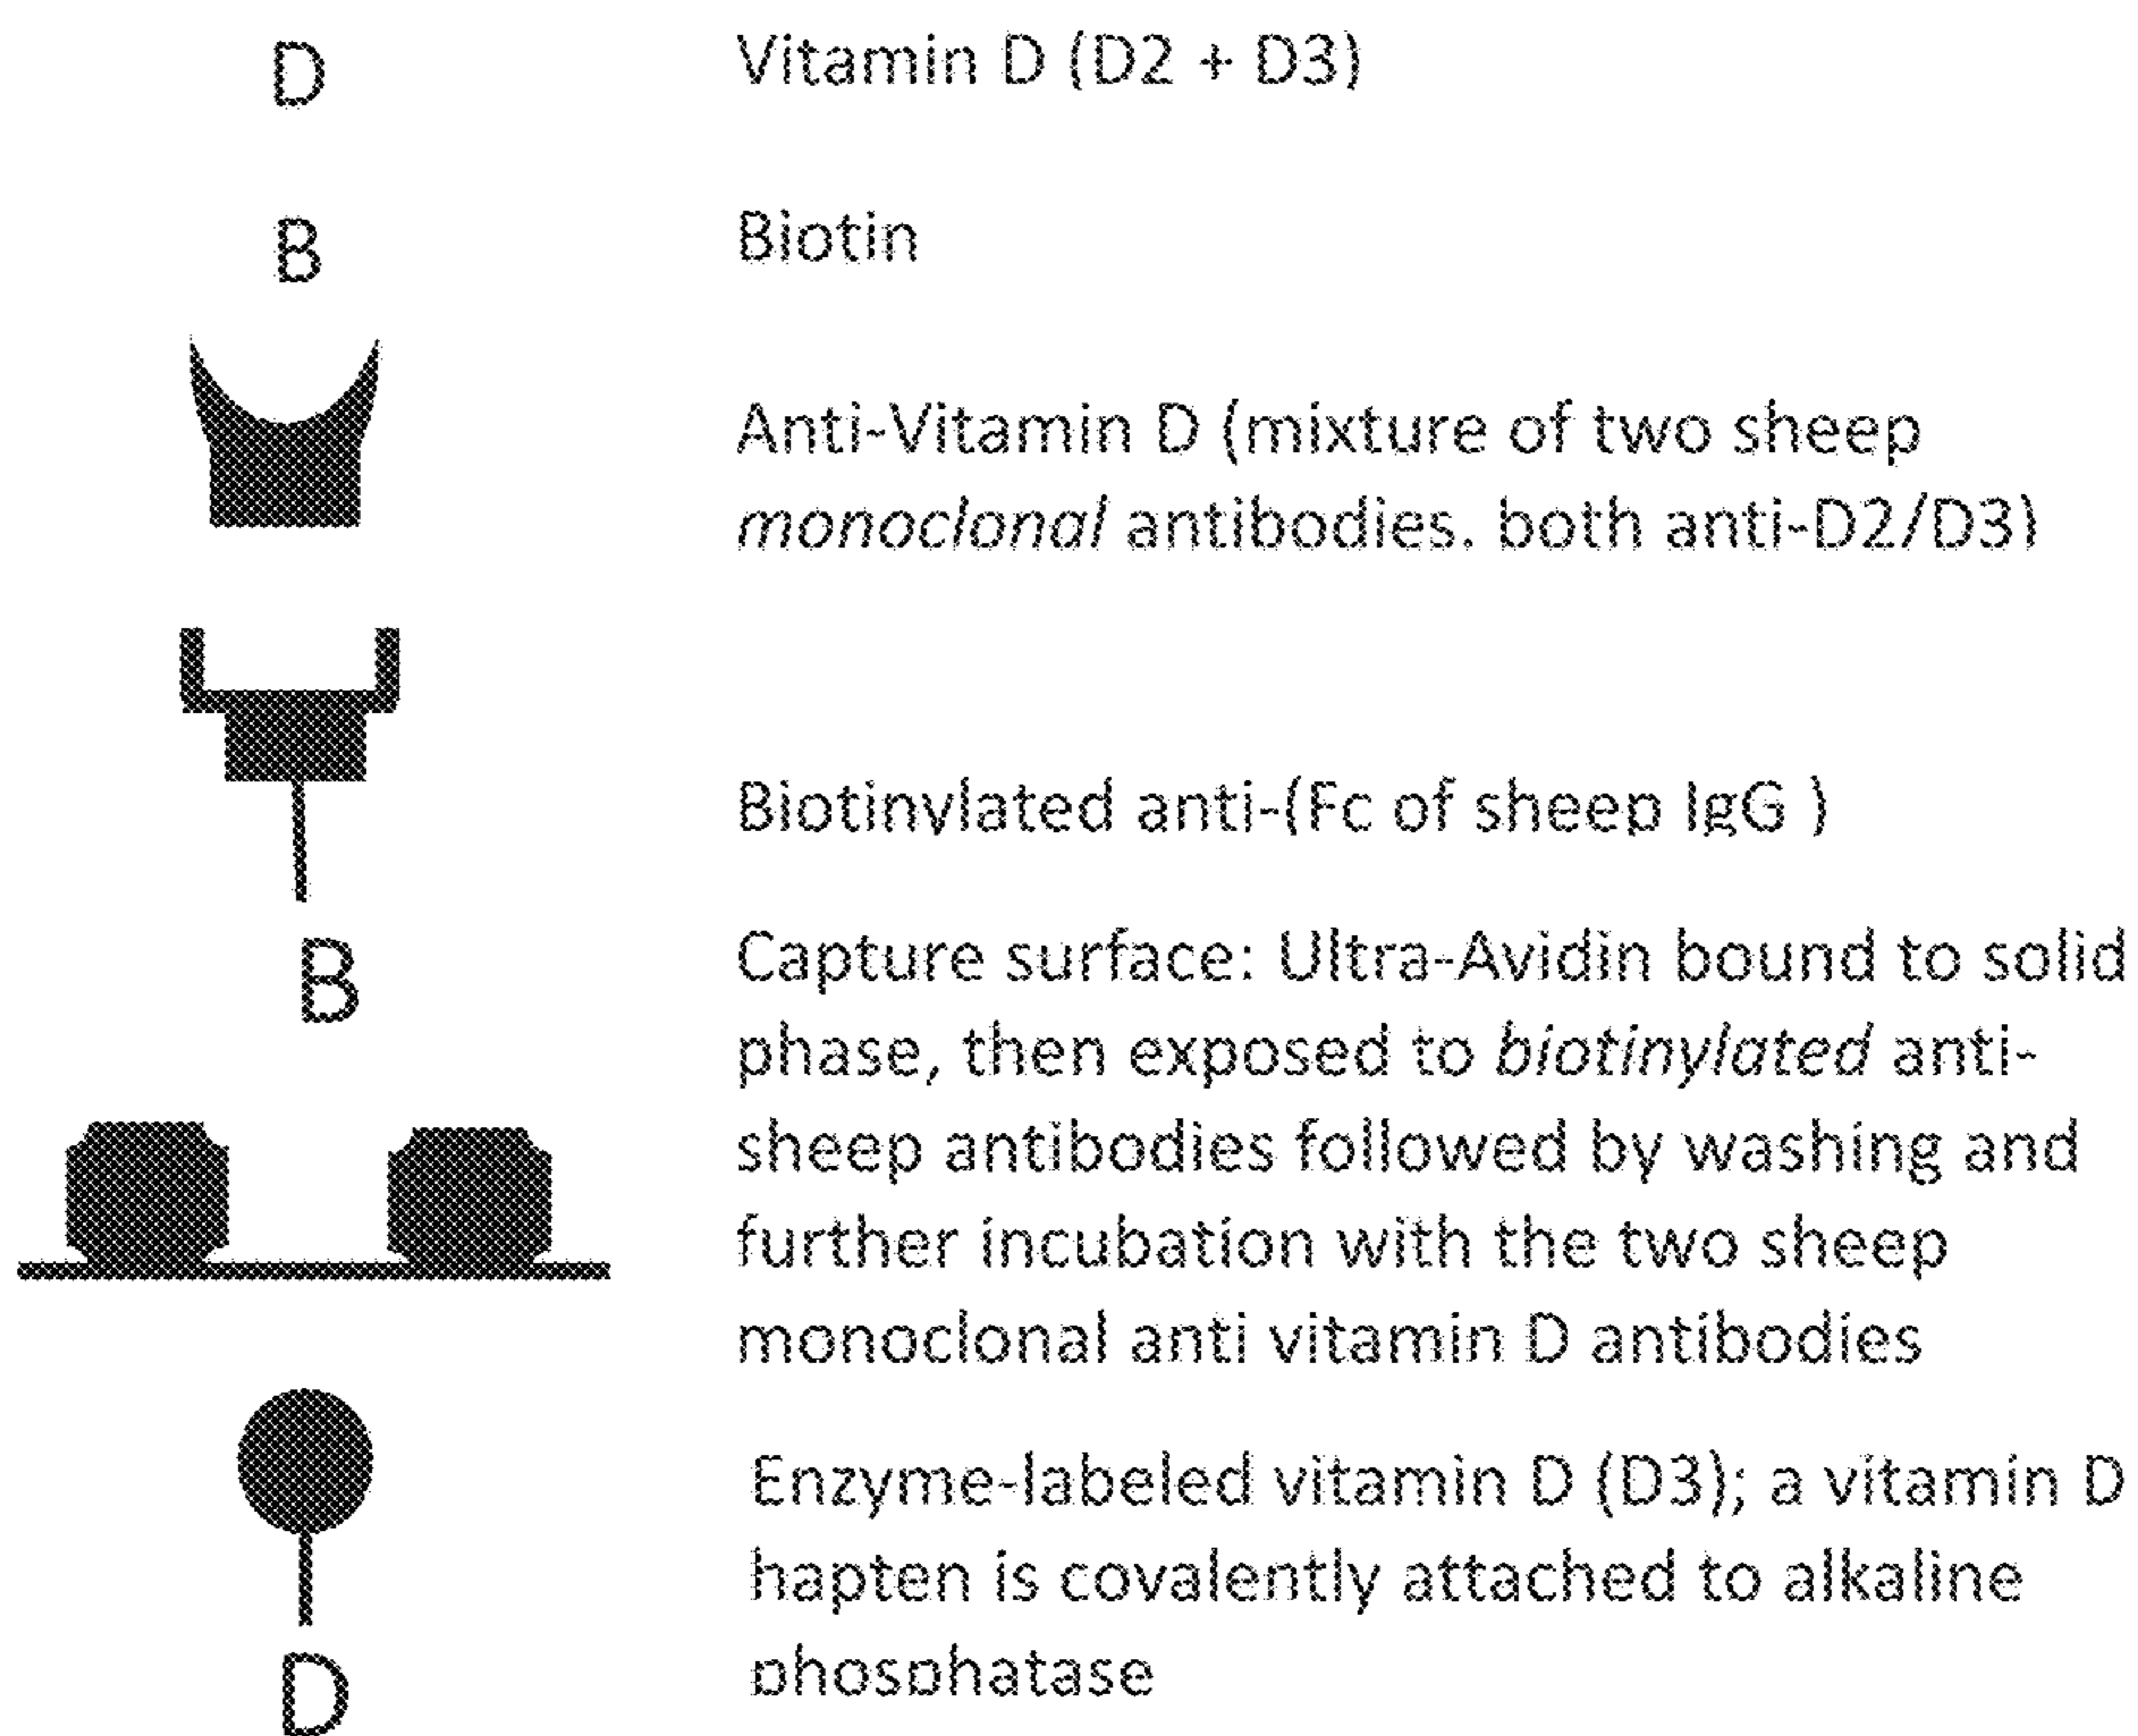 D Vitamin D (D2 + D3)
B Biotin
Anti-Vitamin D (mixture of two sheep
monoclonal antibodies. both anti-D2/D3)
Biotinylated anti-(Fc of sheep IgG )
B
Capture surface: Ultra-Avidin bound to solid
phase, then exposed to biotinylated anti-
sheep antibodies followed by washing and
further incubation with the two sheep
monoclonal anti vitamin D antibodies
Enzyme-labeled vitamin D (D3); a vitamin D
hapten is covalently attached to alkaline
phosphatase
D